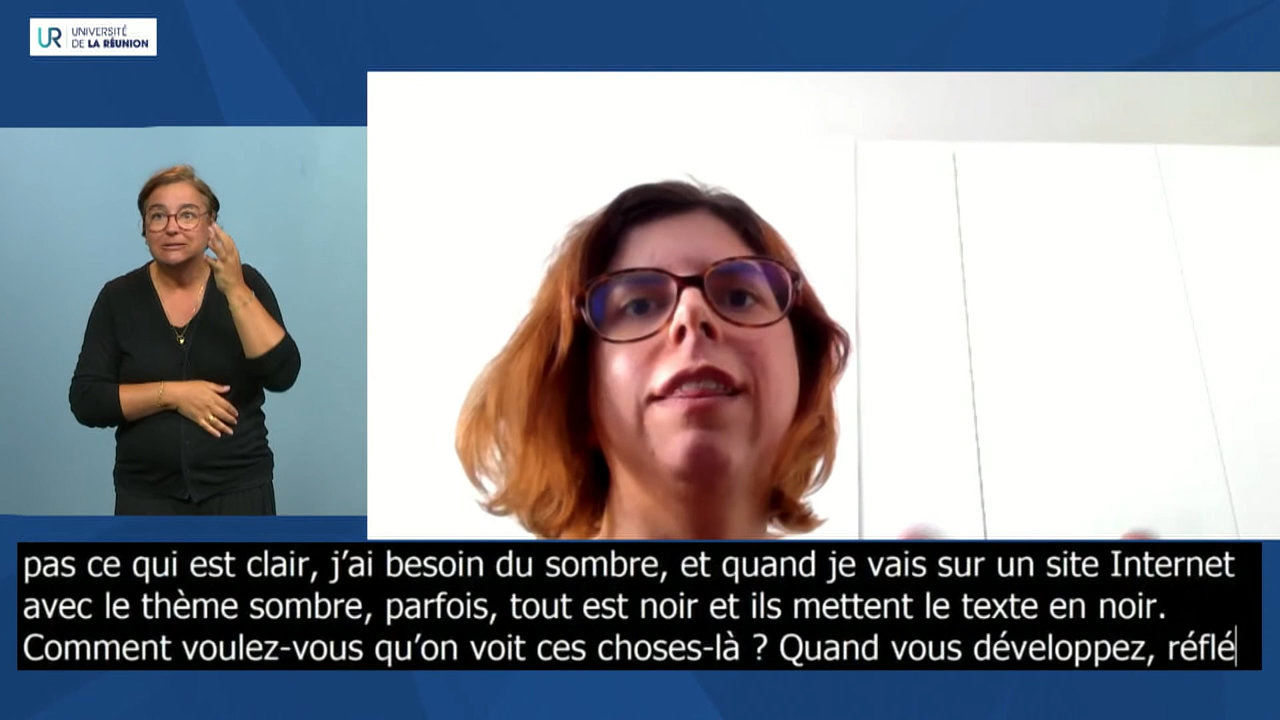 UR UNIVERSITÉ
DE LA RÉUNION
pas ce qui est clair, j’ai besoin du sombre, et quand je vais sur un site Internet
avec le thème sombre, parfois, tout est noir et ils mettent le texte en noir.
Comment voulez-vous qu’on voit ces choses-là ? Quand vous développez, réflé